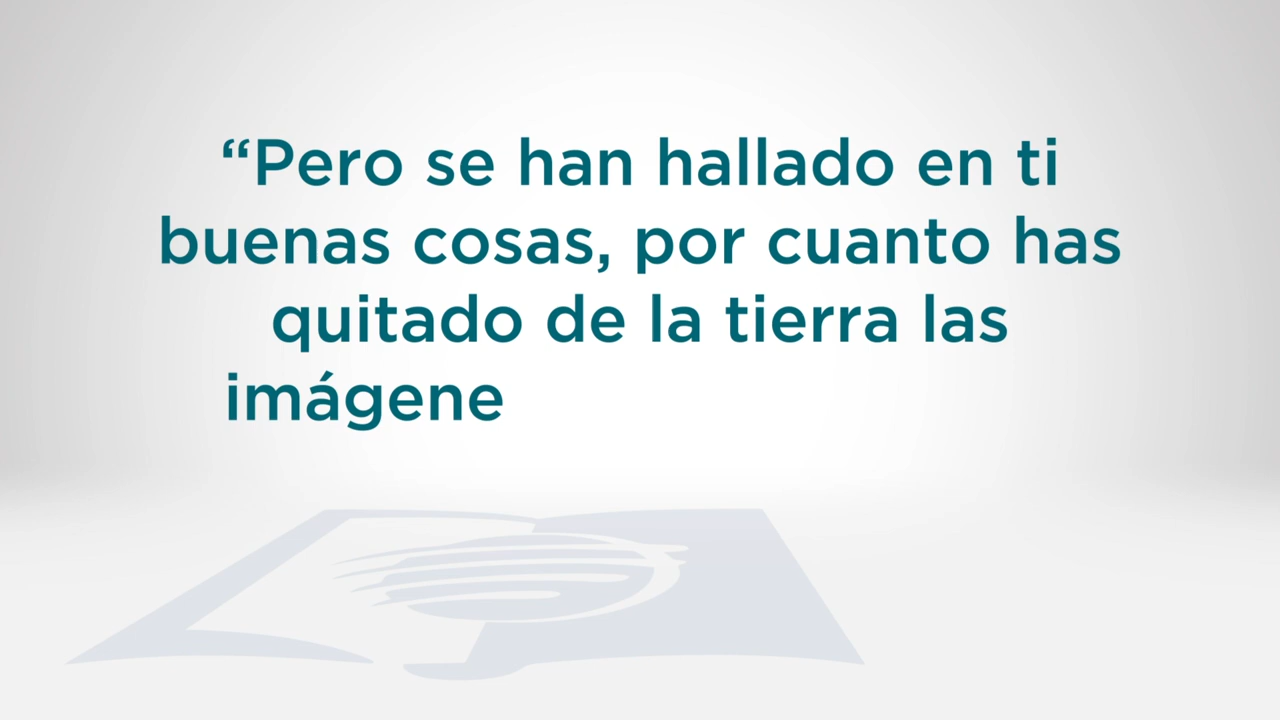 “Pero se han hallado en ti
buenas cosas, por cuanto has
quitado de la tierra las
imágene